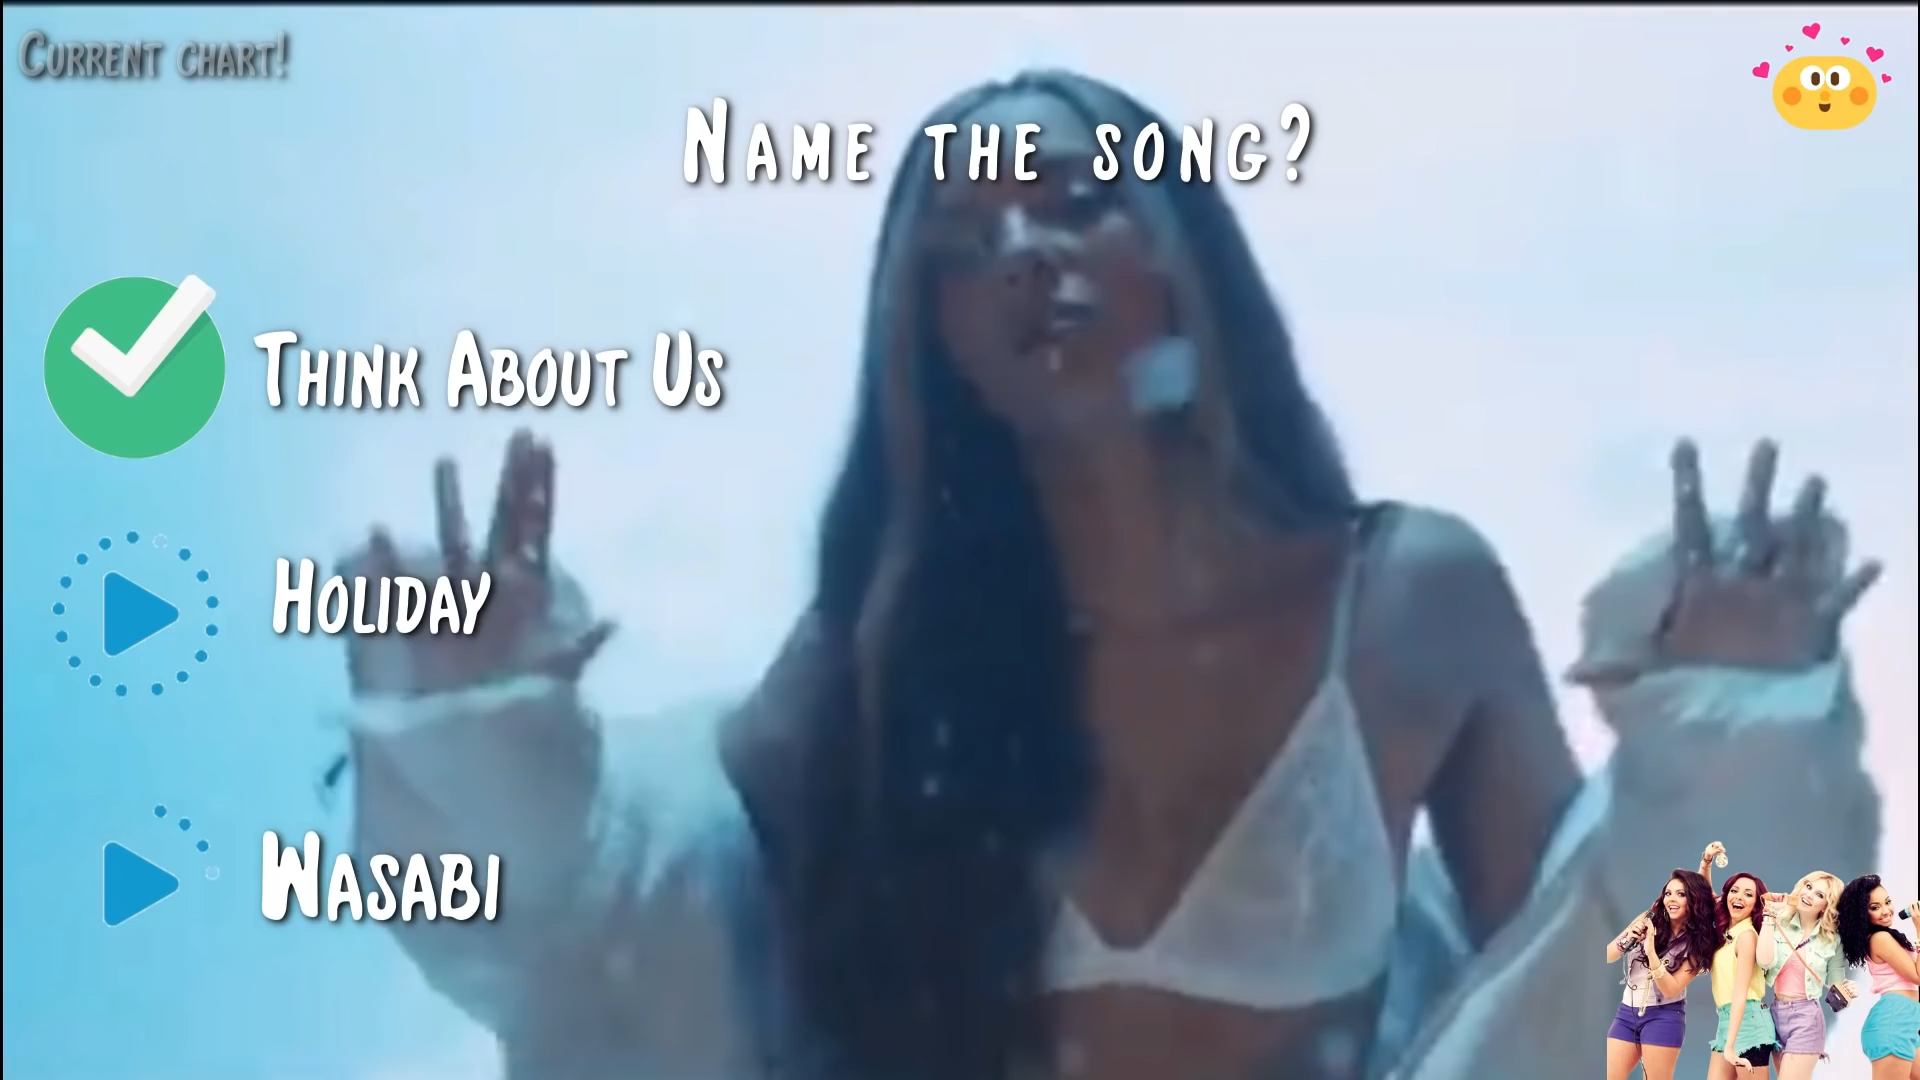 Current chart!
Name the song?
Think About Us
Holiday
Wasabi